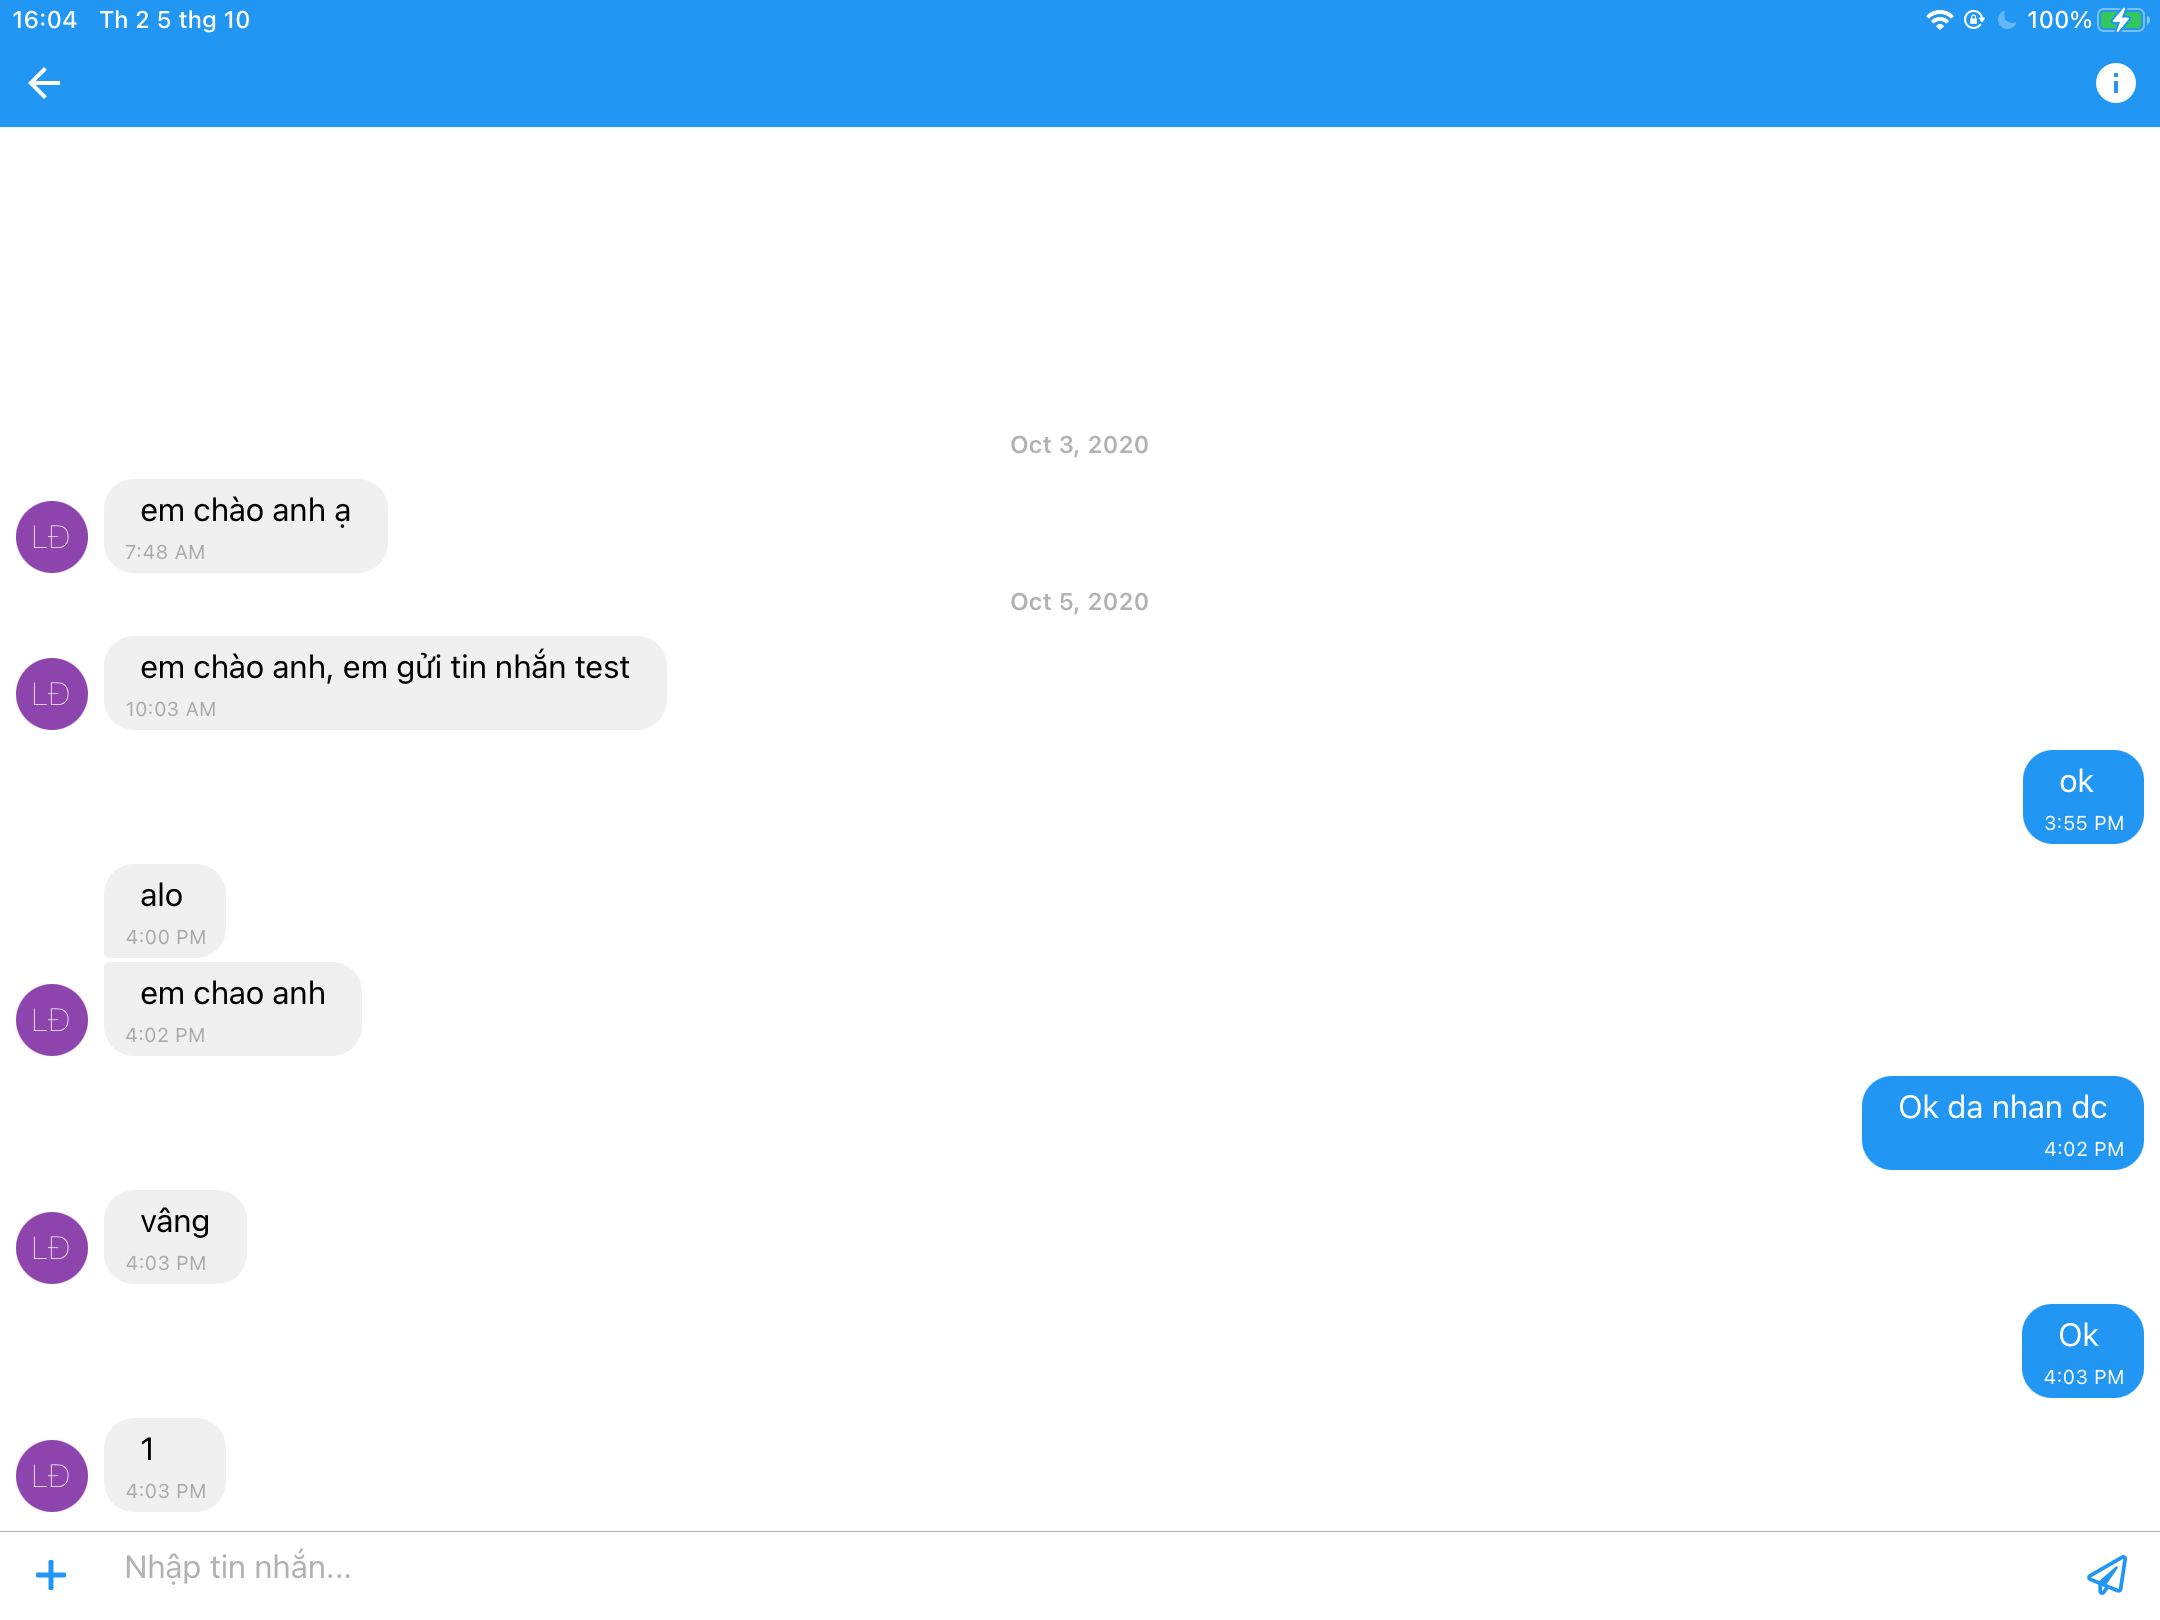 16:04 Th 2 5 thg 10 100%
Oct 3, 2020
em chào anh ạ
LĐ
7:48 AM
Oct 5, 2020
em chào anh, em gửi tin nhắn test
LĐ
10:03 AM
ok
3:55 PM
alo
4:00 PM
em chao anh
LĐ
4:02 PM
Ok da nhan dc
4:02 PM
vâng
LĐ
4:03 PM
Ok
4:03 PM
1
LĐ
4:03 PM
Nhập tin nhắn...